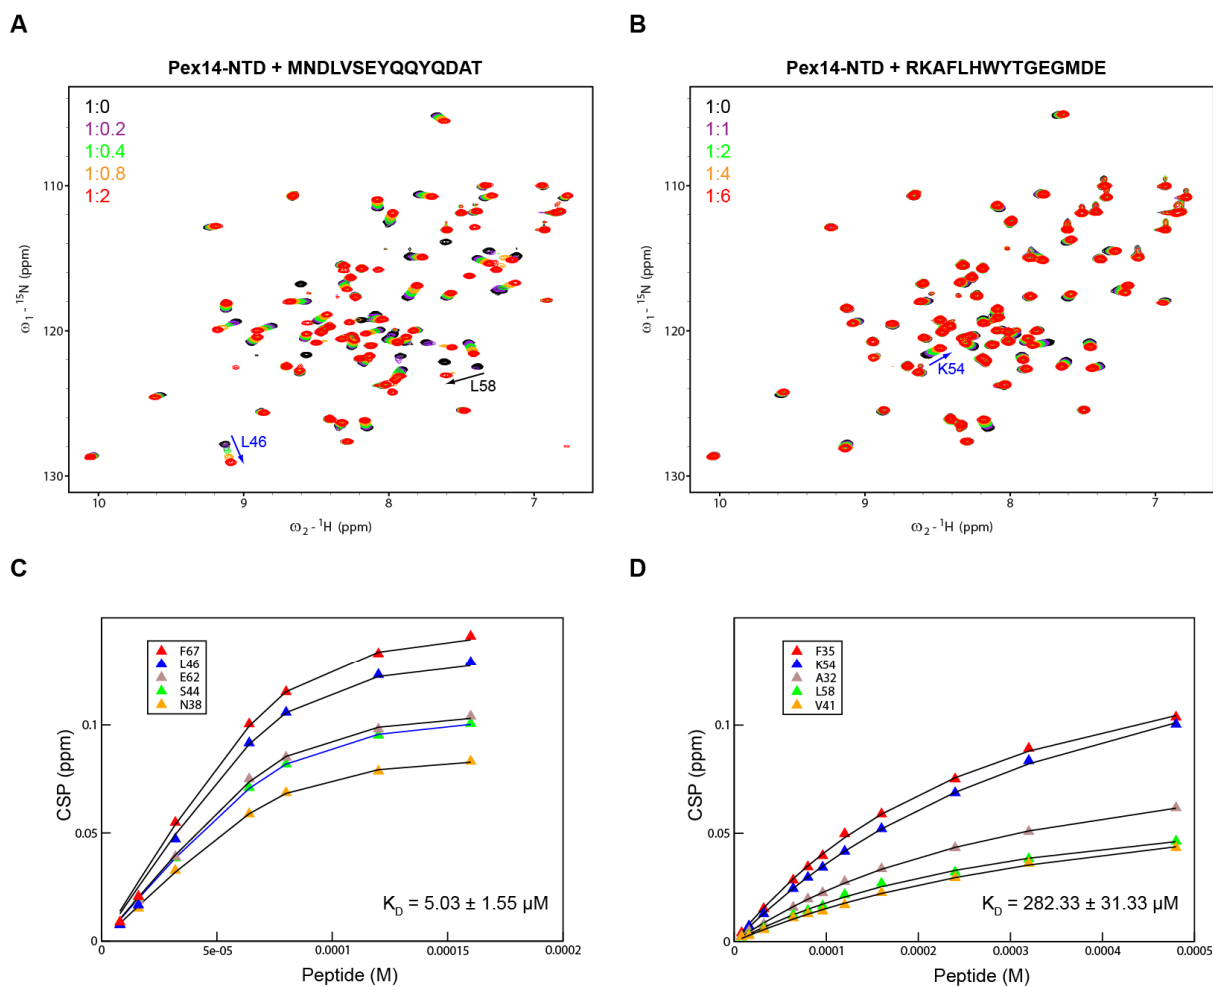 A
Pex14-NTD + MNDLVSEYQQYQDAT
1:0
1:0.2
1:0.4
1:0.8
1:2
110
120
130
ω1 - 15N (ppm)
L58
L46
10
9
8
7
ω2 - 1H (ppm)
B
Pex14-NTD + RKAFLHWYTGEGMDE
1:0
1:1
1:2
1:4
1:6
110
120
130
ω1 - 15N (ppm)
K54
10
9
8
7
ω2 - 1H (ppm)
C
F67
L46
E62
S44
N38
0.1
0.05
0
CSP (ppm)
KD = 5.03 ± 1.55 µM
0
5e-05
0.0001
0.00015
0.0002
Peptide (M)
D
F35
K54
A32
L58
V41
0.1
0.05
0
CSP (ppm)
KD = 282.33 ± 31.33 µM
0
0.0001
0.0002
0.0003
0.0004
0.0005
Peptide (M)